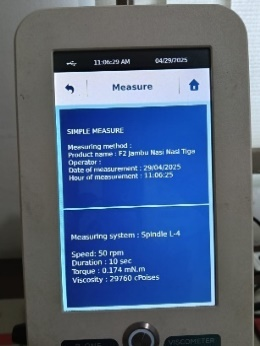 11:06:29 AM 04/29/2025
Measure
SIMPLE MEASURE
Measuring method :
Product name : F2 Jambu Nasi Nasi Tiga
Operator :
Date of measurement : 29/04/2025
Hour of measurement : 11:06:25
Measuring system : Spindle L-4
Speed: 50 rpm
Duration : 10 sec
Torque : 0.174 mN.m
Viscosity : 29760 cPoises
VISCOMETER